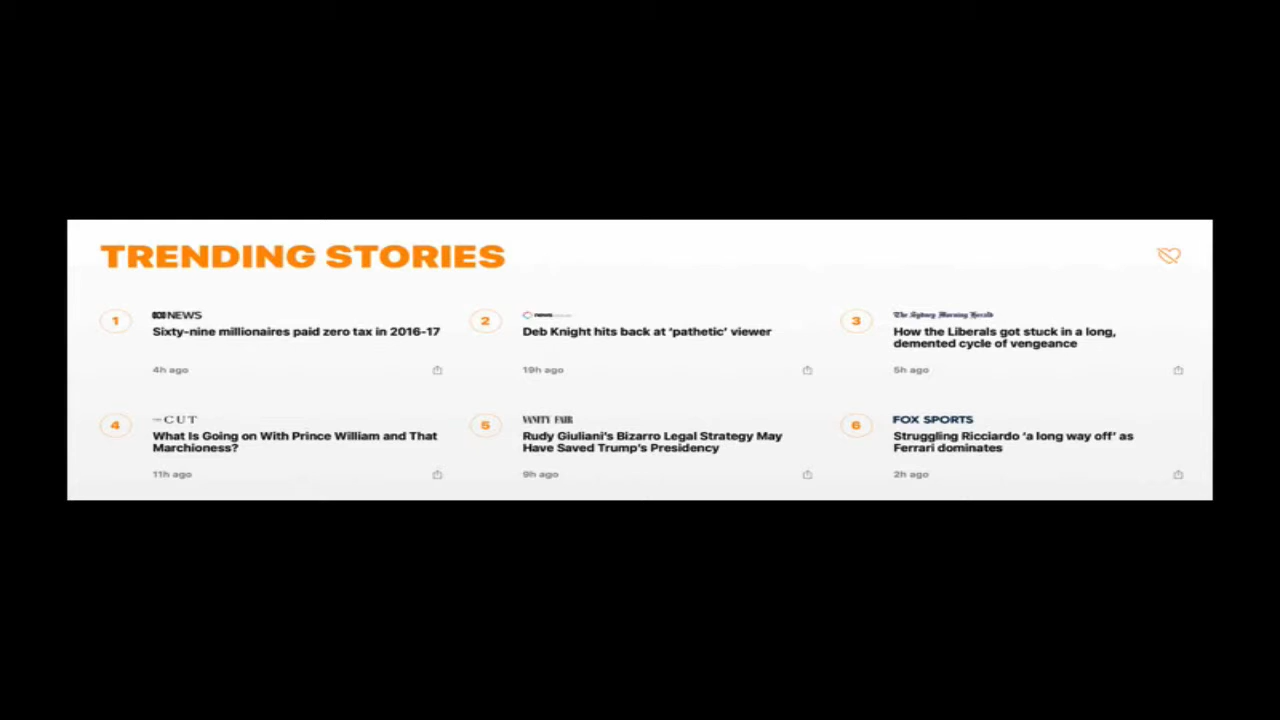 TRENDING STORIES
1
ABC NEWS
Sixty-nine millionaires paid zero tax in 2016-17
4h ago
2
news
Deb Knight hits back at ‘pathetic’ viewer
19h ago
3
The Sydney Morning Herald
How the Liberals got stuck in a long,
demented cycle of vengeance
5h ago
4
THE CUT
What Is Going on With Prince William and That
Marchioness?
11h ago
5
VANITY FAIR
Rudy Giuliani’s Bizarro Legal Strategy May
Have Saved Trump’s Presidency
9h ago
6
FOX SPORTS
Struggling Ricciardo ‘a long way off’ as
Ferrari dominates
2h ago